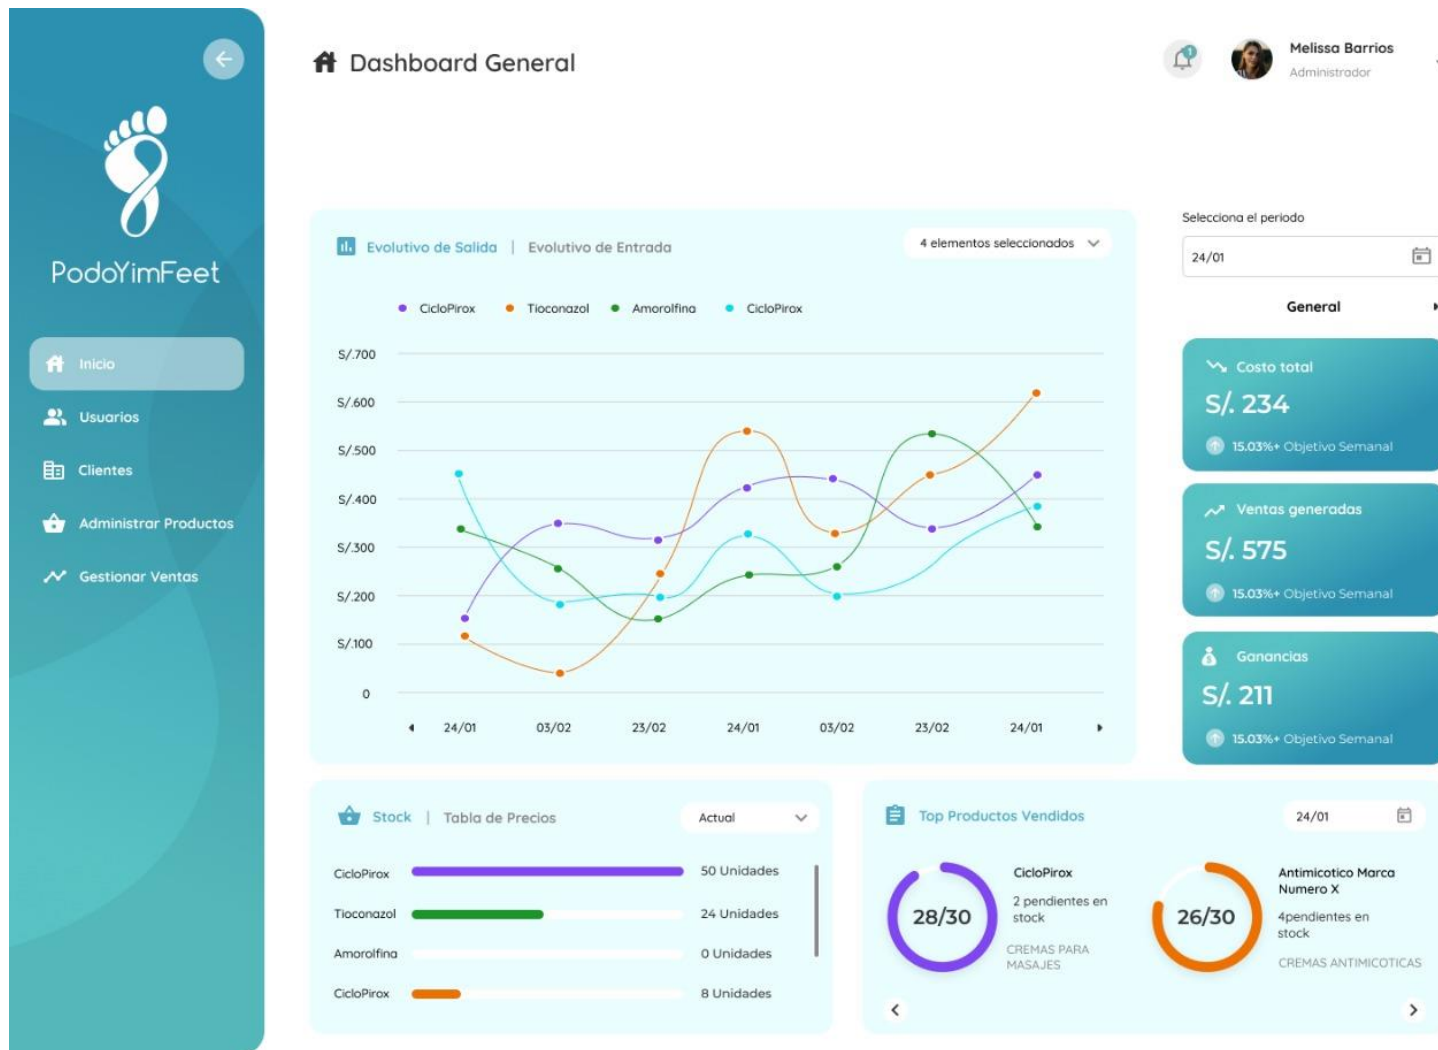 PodoYimFeet
Inicio
Usuarios
Clientes
Administrar Productos
Gestionar Ventas
Dashboard General
1
Melissa Barrios
Administrador
Evolutivo de Salida | Evolutivo de Entrada
4 elementos seleccionados
CicloPirox Tioconazol Amorolfina CicloPirox
S/.700
S/.600
S/.500
S/.400
S/.300
S/.200
S/.100
0
24/01 03/02 23/02 24/01 03/02 23/02 24/01
Selecciona el periodo
24/01
General
Costo total
S/. 234
15.03%+ Objetivo Semanal
Ventas generadas
S/. 575
15.03%+ Objetivo Semanal
Ganancias
S/. 211
15.03%+ Objetivo Semanal
Stock | Tabla de Precios
Actual
CicloPirox 50 Unidades
Tioconazol 24 Unidades
Amorolfina 0 Unidades
CicloPirox 8 Unidades
Top Productos Vendidos
24/01
28/30
CicloPirox
2 pendientes en
stock
CREMAS PARA
MASAJES
26/30
Antimicotico Marca
Numero X
4pendientes en
stock
CREMAS ANTIMICOTICAS